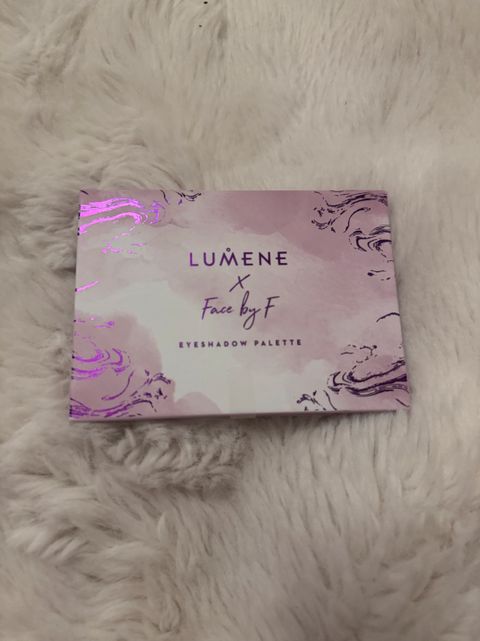 LUMENE
X
Face by F
EYESHADOW PALETTE